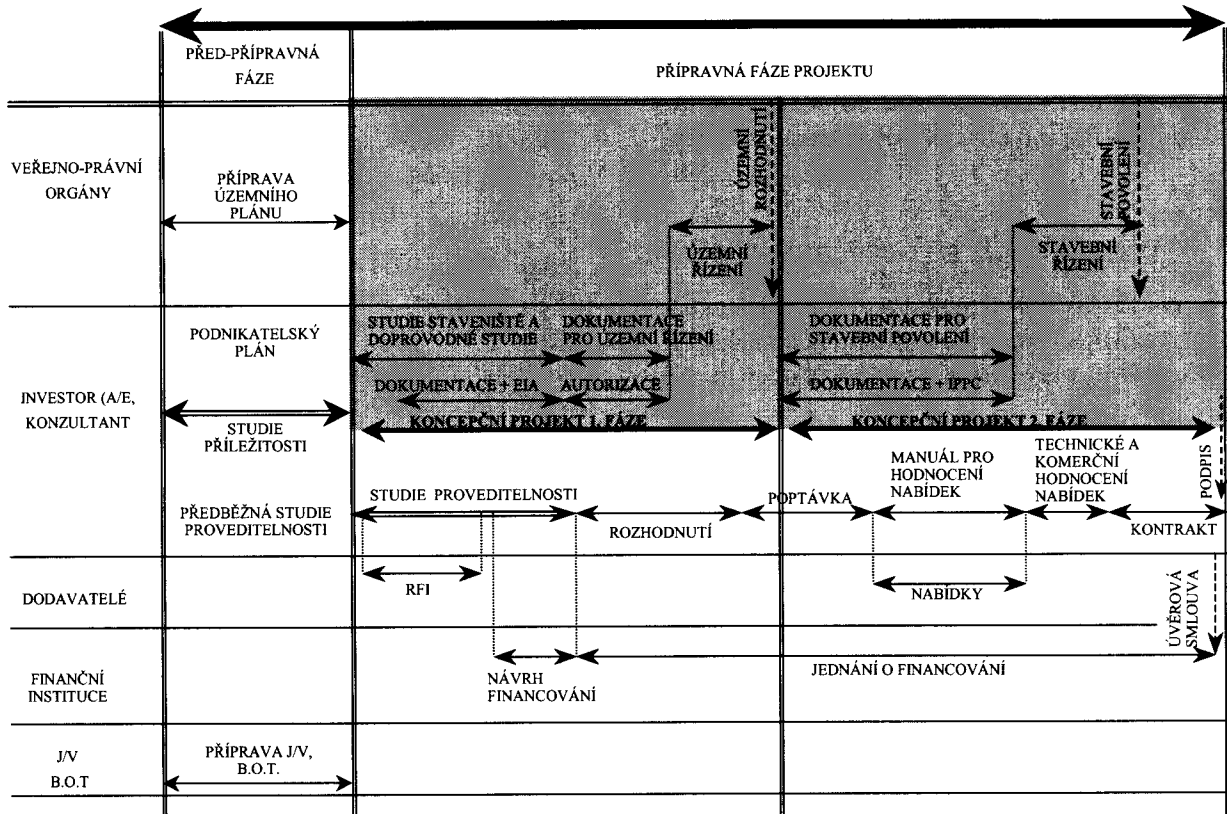 PŘED-PŘÍPRAVNÁ
FÁZE
PŘÍPRAVNÁ FÁZE PROJEKTU
VEŘEJNO-PRÁVNÍ
ORGÁNY
PŘÍPRAVA
ÚZEMNÍHO
PLÁNU
ÚZEMNÍ
ROZHODNUTÍ
ÚZEMNÍ
ŘÍZENÍ
STAVEBNÍ
POVOLENÍ
STAVEBNÍ
ŘÍZENÍ
INVESTOR (A/E,
KONZULTANT
PODNIKATELSKÝ
PLÁN
STUDIE
PŘÍLEŽITOSTI
PŘEDBĚŽNÁ STUDIE
PROVEDITELNOSTI
STUDIE STAVENIŠTĚ A
DOPROVODNÉ STUDIE
DOKUMENTACE
PRO ÚZEMNÍ ŘÍZENÍ
DOKUMENTACE PRO
STAVEBNÍ POVOLENÍ
DOKUMENTACE + EIA
AUTORIZACE
DOKUMENTACE + IPPC
KONCEPČNÍ PROJEKT 1. FÁZE
KONCEPČNÍ PROJEKT 2. FÁZE
STUDIE PROVEDITELNOSTI
ROZHODNUTÍ
POPTÁVKA
MANUÁL PRO
HODNOCENÍ
NABÍDEK
TECHNICKÉ A
KOMERČNÍ
HODNOCENÍ
NABÍDEK
PODPIS
KONTRAKT
DODAVATELÉ
RFI
NABÍDKY
ÚVĚROVÁ
SMLOUVA
FINANČNÍ
INSTITUCE
NÁVRH
FINANCOVÁNÍ
JEDNÁNÍ O FINANCOVÁNÍ
J/V
B.O.T
PŘÍPRAVA J/V,
B.O.T.